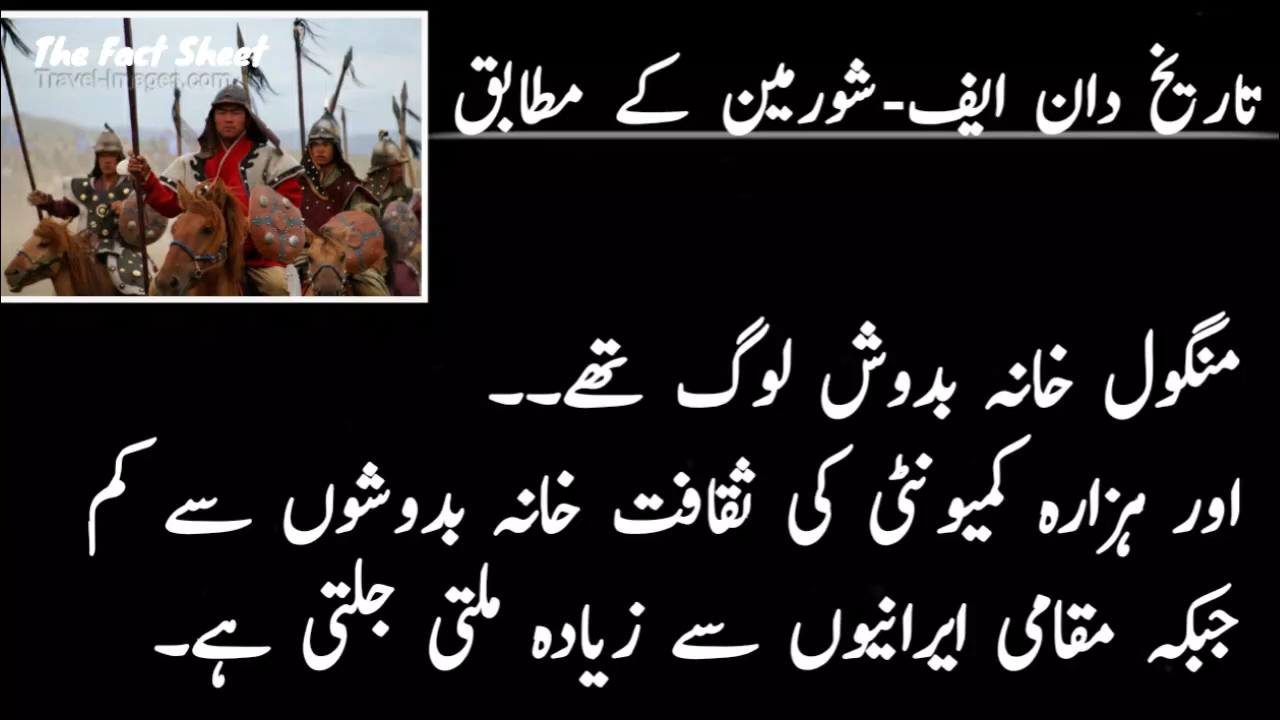 The Fact Sheet
Travel-Images.com
تاریخ دان ایف-شورمین کے مطابق
منگول خانہ بدوش لوگ تھے۔۔
اور ہزارہ کمیونٹی کی ثقافت خانہ بدوشوں سے کم
جبکہ مقامی ایرانیوں سے زیادہ ملتی جلتی ہے۔